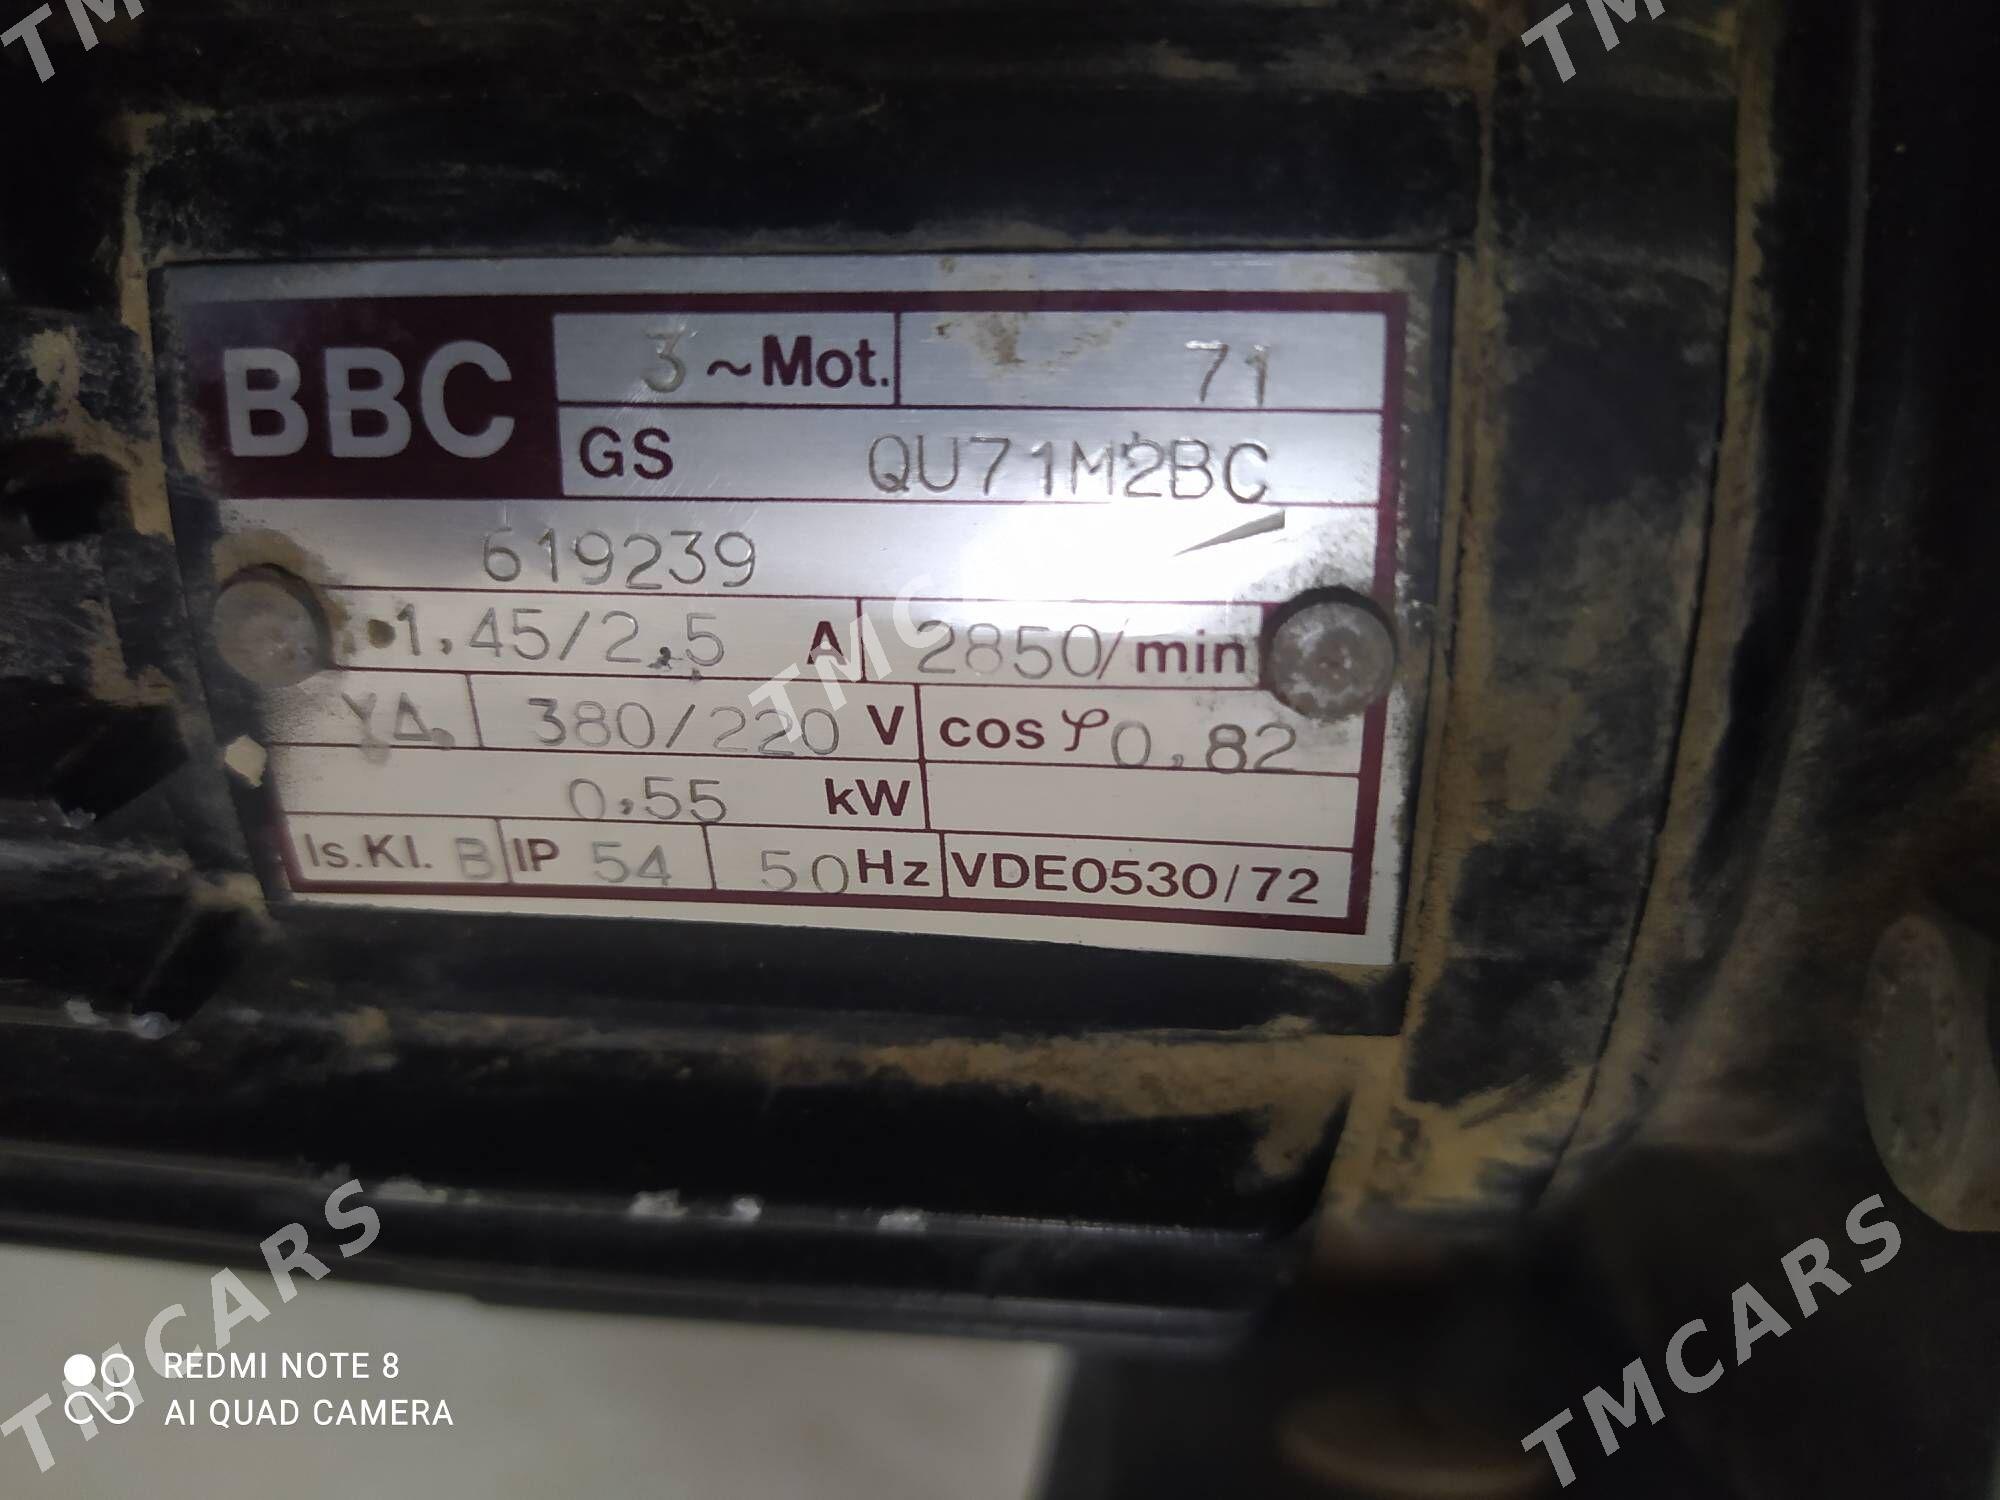 BBC
3 ~ Mot. 71
GS QU71M2BC
619239
1,45/2,5 A 2850/min
YΔ 380/220 V cos φ 0,82
0,55 kW
Is.Kl. B IP 54 50 Hz VDE0530/72
TMCARS
TMCARS
REDMI NOTE 8
AI QUAD CAMERA